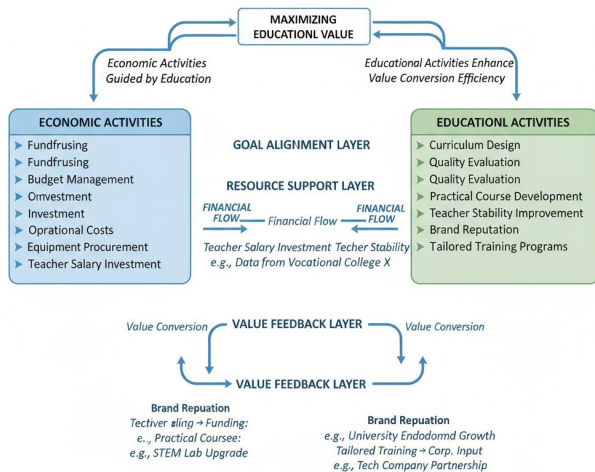 MAXIMIZING
EDUCATIONL VALUE
Economic Activities
Guided by Education
Educational Activities Enhance
Value Conversion Efficiency
ECONOMIC ACTIVITIES
Fundfrusing
Fundfrusing
Budget Management
Omvestment
Investment
Oprational Costs
Equipment Procurement
Teacher Salary Investment
GOAL ALIGNMENT LAYER
RESOURCE SUPPORT LAYER
FINANCIAL
FLOW
Financial Flow
FINANCIAL
FLOW
Teacher Salary Investment Techer Stability
e.g., Data from Vocational College X
EDUCATIONL ACTIVITIES
Curriculum Design
Quality Evaluation
Quality Evaluation
Practical Course Development
Teacher Stability Improvement
Brand Reputation
Tailored Training Programs
Value Conversion
VALUE FEEDBACK LAYER
Value Conversion
VALUE FEEDBACK LAYER
Brand Repuation
→ Funding:
Practical Coursee:
e.g., STEM Lab Upgrade
Brand Repuation
e.g., University Endodomd Growth
Tailored Training → Corp. Input
e.g., Tech Company Partnership